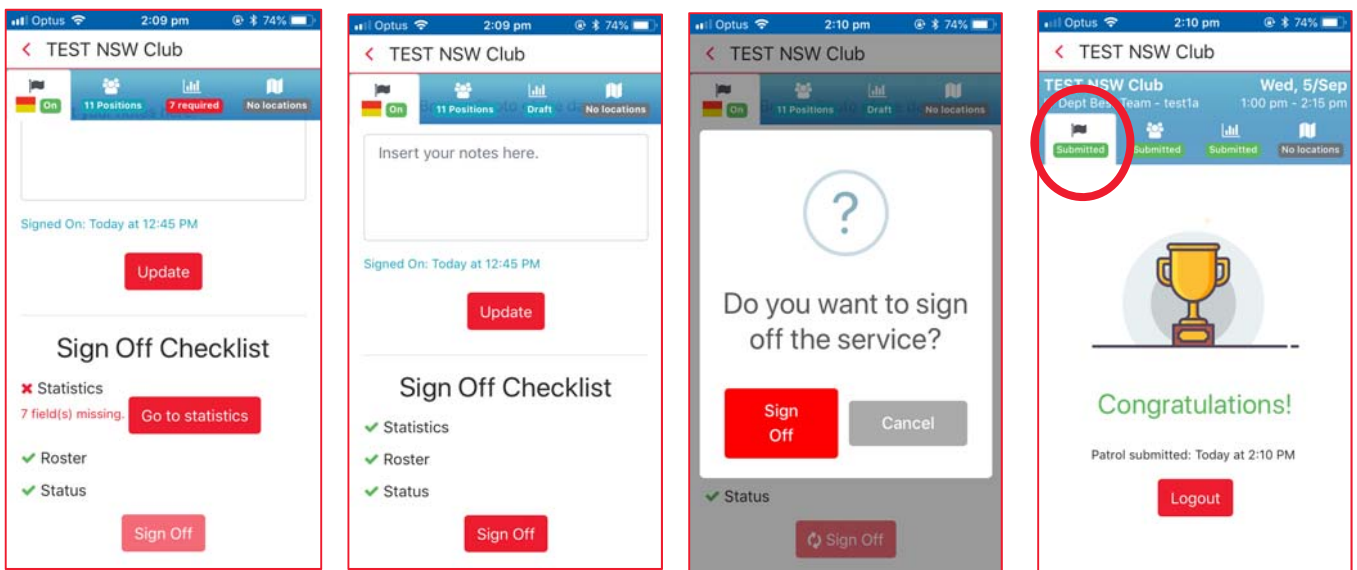 Optus 2:09 pm 74%
TEST NSW Club
On 11 Positions 7 required No locations
Signed On: Today at 12:45 PM
Update
Sign Off Checklist
Statistics
7 field(s) missing. Go to statistics
Roster
Status
Sign Off
Optus 2:09 pm 74%
TEST NSW Club
On 11 Positions Draft No locations
Insert your notes here.
Signed On: Today at 12:45 PM
Update
Sign Off Checklist
Statistics
Roster
Status
Sign Off
Optus 2:10 pm 74%
TEST NSW Club
On 11 Positions Draft No locations
?
Do you want to sign
off the service?
Sign
Off
Cancel
Status
Sign Off
Optus 2:10 pm 74%
TEST NSW Club
TEST NSW Club Wed, 5/Sep
Dept Best Team - test1a 1:00 pm - 2:15 pm
Submitted Submitted Submitted No locations
Congratulations!
Patrol submitted: Today at 2:10 PM
Logout